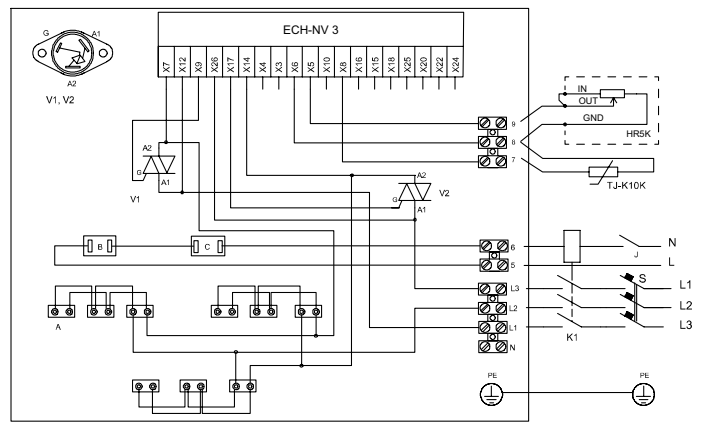 ECH-NV 3
X7 X12 X9 X26 X17 X14 X4 X3 X6 X5 X10 X8 X16 X15 X18 X25 X20 X22 X24
G
A1
A2
V1, V2
IN
OUT
GND
HR5K
9
8
7
TJ-K10K
A2
G
A1
V1
A2
G
A1
V2
B
C
6
5
J
N
L
A
L3
L2
L1
N
K1
S
L1
L2
L3
PE
PE